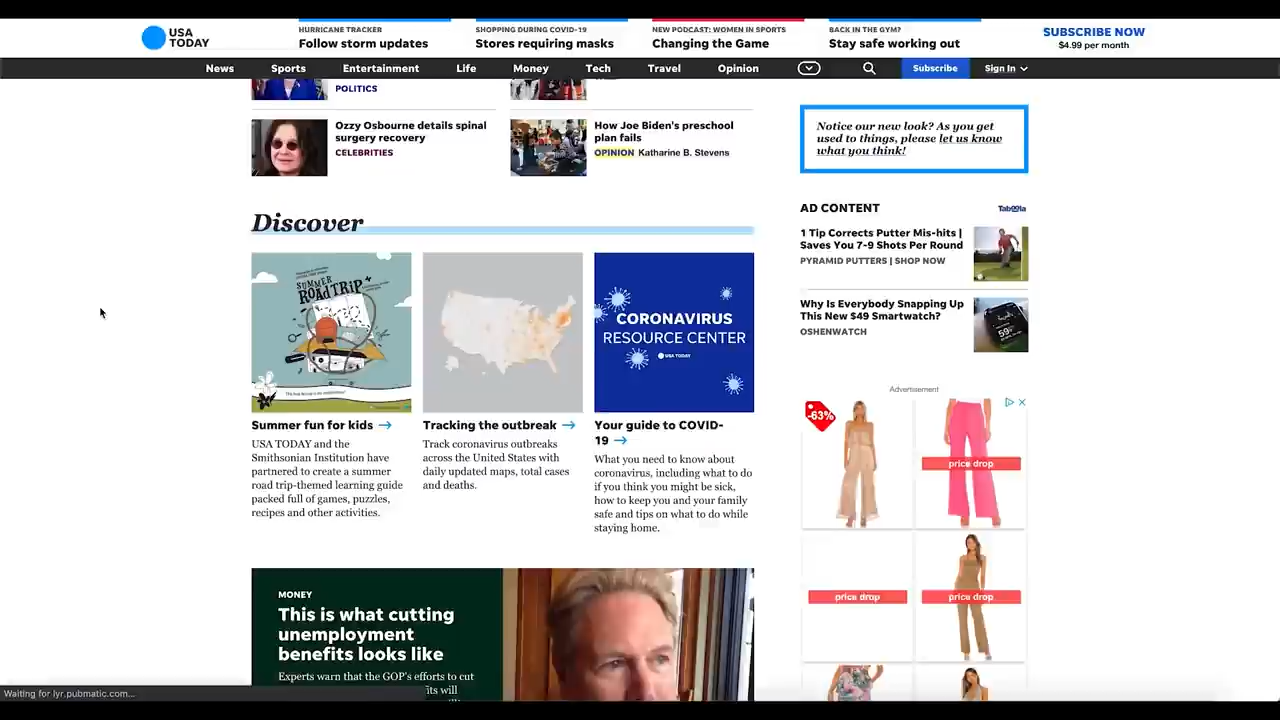 USA
TODAY
HURRICANE TRACKER
Follow storm updates
SHOPPING DURING COVID-19
Stores requiring masks
NEW PODCAST: WOMEN IN SPORTS
Changing the Game
BACK IN THE GYM?
Stay safe working out
SUBSCRIBE NOW
$4.99 per month
News Sports Entertainment Life Money Tech Travel Opinion Subscribe Sign In
POLITICS
Ozzy Osbourne details spinal
surgery recovery
CELEBRITIES
How Joe Biden's preschool
plan fails
OPINION Katharine B. Stevens
Notice our new look? As you get
used to things, please let us know
what you think!
Discover
SUMMER
ROAD TRIP
CORONAVIRUS
RESOURCE CENTER
USA TODAY
Summer fun for kids →
USA TODAY and the
Smithsonian Institution have
partnered to create a summer
road trip-themed learning guide
packed full of games, puzzles,
recipes and other activities.
Tracking the outbreak →
Track coronavirus outbreaks
across the United States with
daily updated maps, total cases
and deaths.
Your guide to COVID-
19 →
What you need to know about
coronavirus, including what to do
if you think you might be sick,
how to keep you and your family
safe and tips on what to do while
staying home.
AD CONTENT
Taboola
1 Tip Corrects Putter Mis-hits |
Saves You 7-9 Shots Per Round
PYRAMID PUTTERS | SHOP NOW
Why Is Everybody Snapping Up
This New $49 Smartwatch?
OSHENWATCH
Advertisement
-63%
price drop
price drop
price drop
MONEY
This is what cutting
unemployment
benefits looks like
Experts warn that the GOP's efforts to cut
fits will
Waiting for lyr.pubmatic.com...